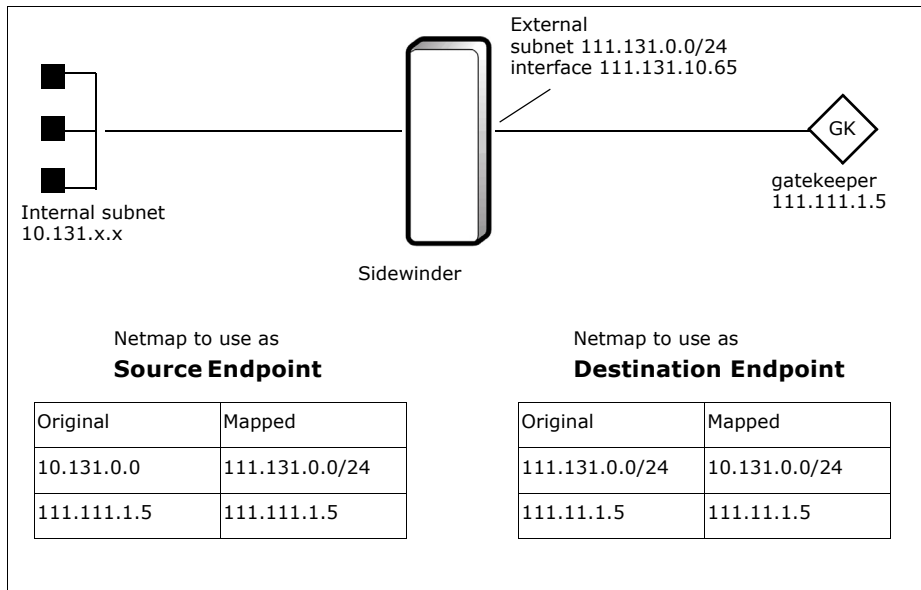 External
subnet 111.131.0.0/24
interface 111.131.10.65
GK
gatekeeper
111.111.1.5
Internal subnet
10.131.x.x
Sidewinder
Netmap to use as
Source Endpoint
Original Mapped
10.131.0.0 111.131.0.0/24
111.111.1.5 111.111.1.5
Netmap to use as
Destination Endpoint
Original Mapped
111.131.0.0/24 10.131.0.0/24
111.11.1.5 111.11.1.5